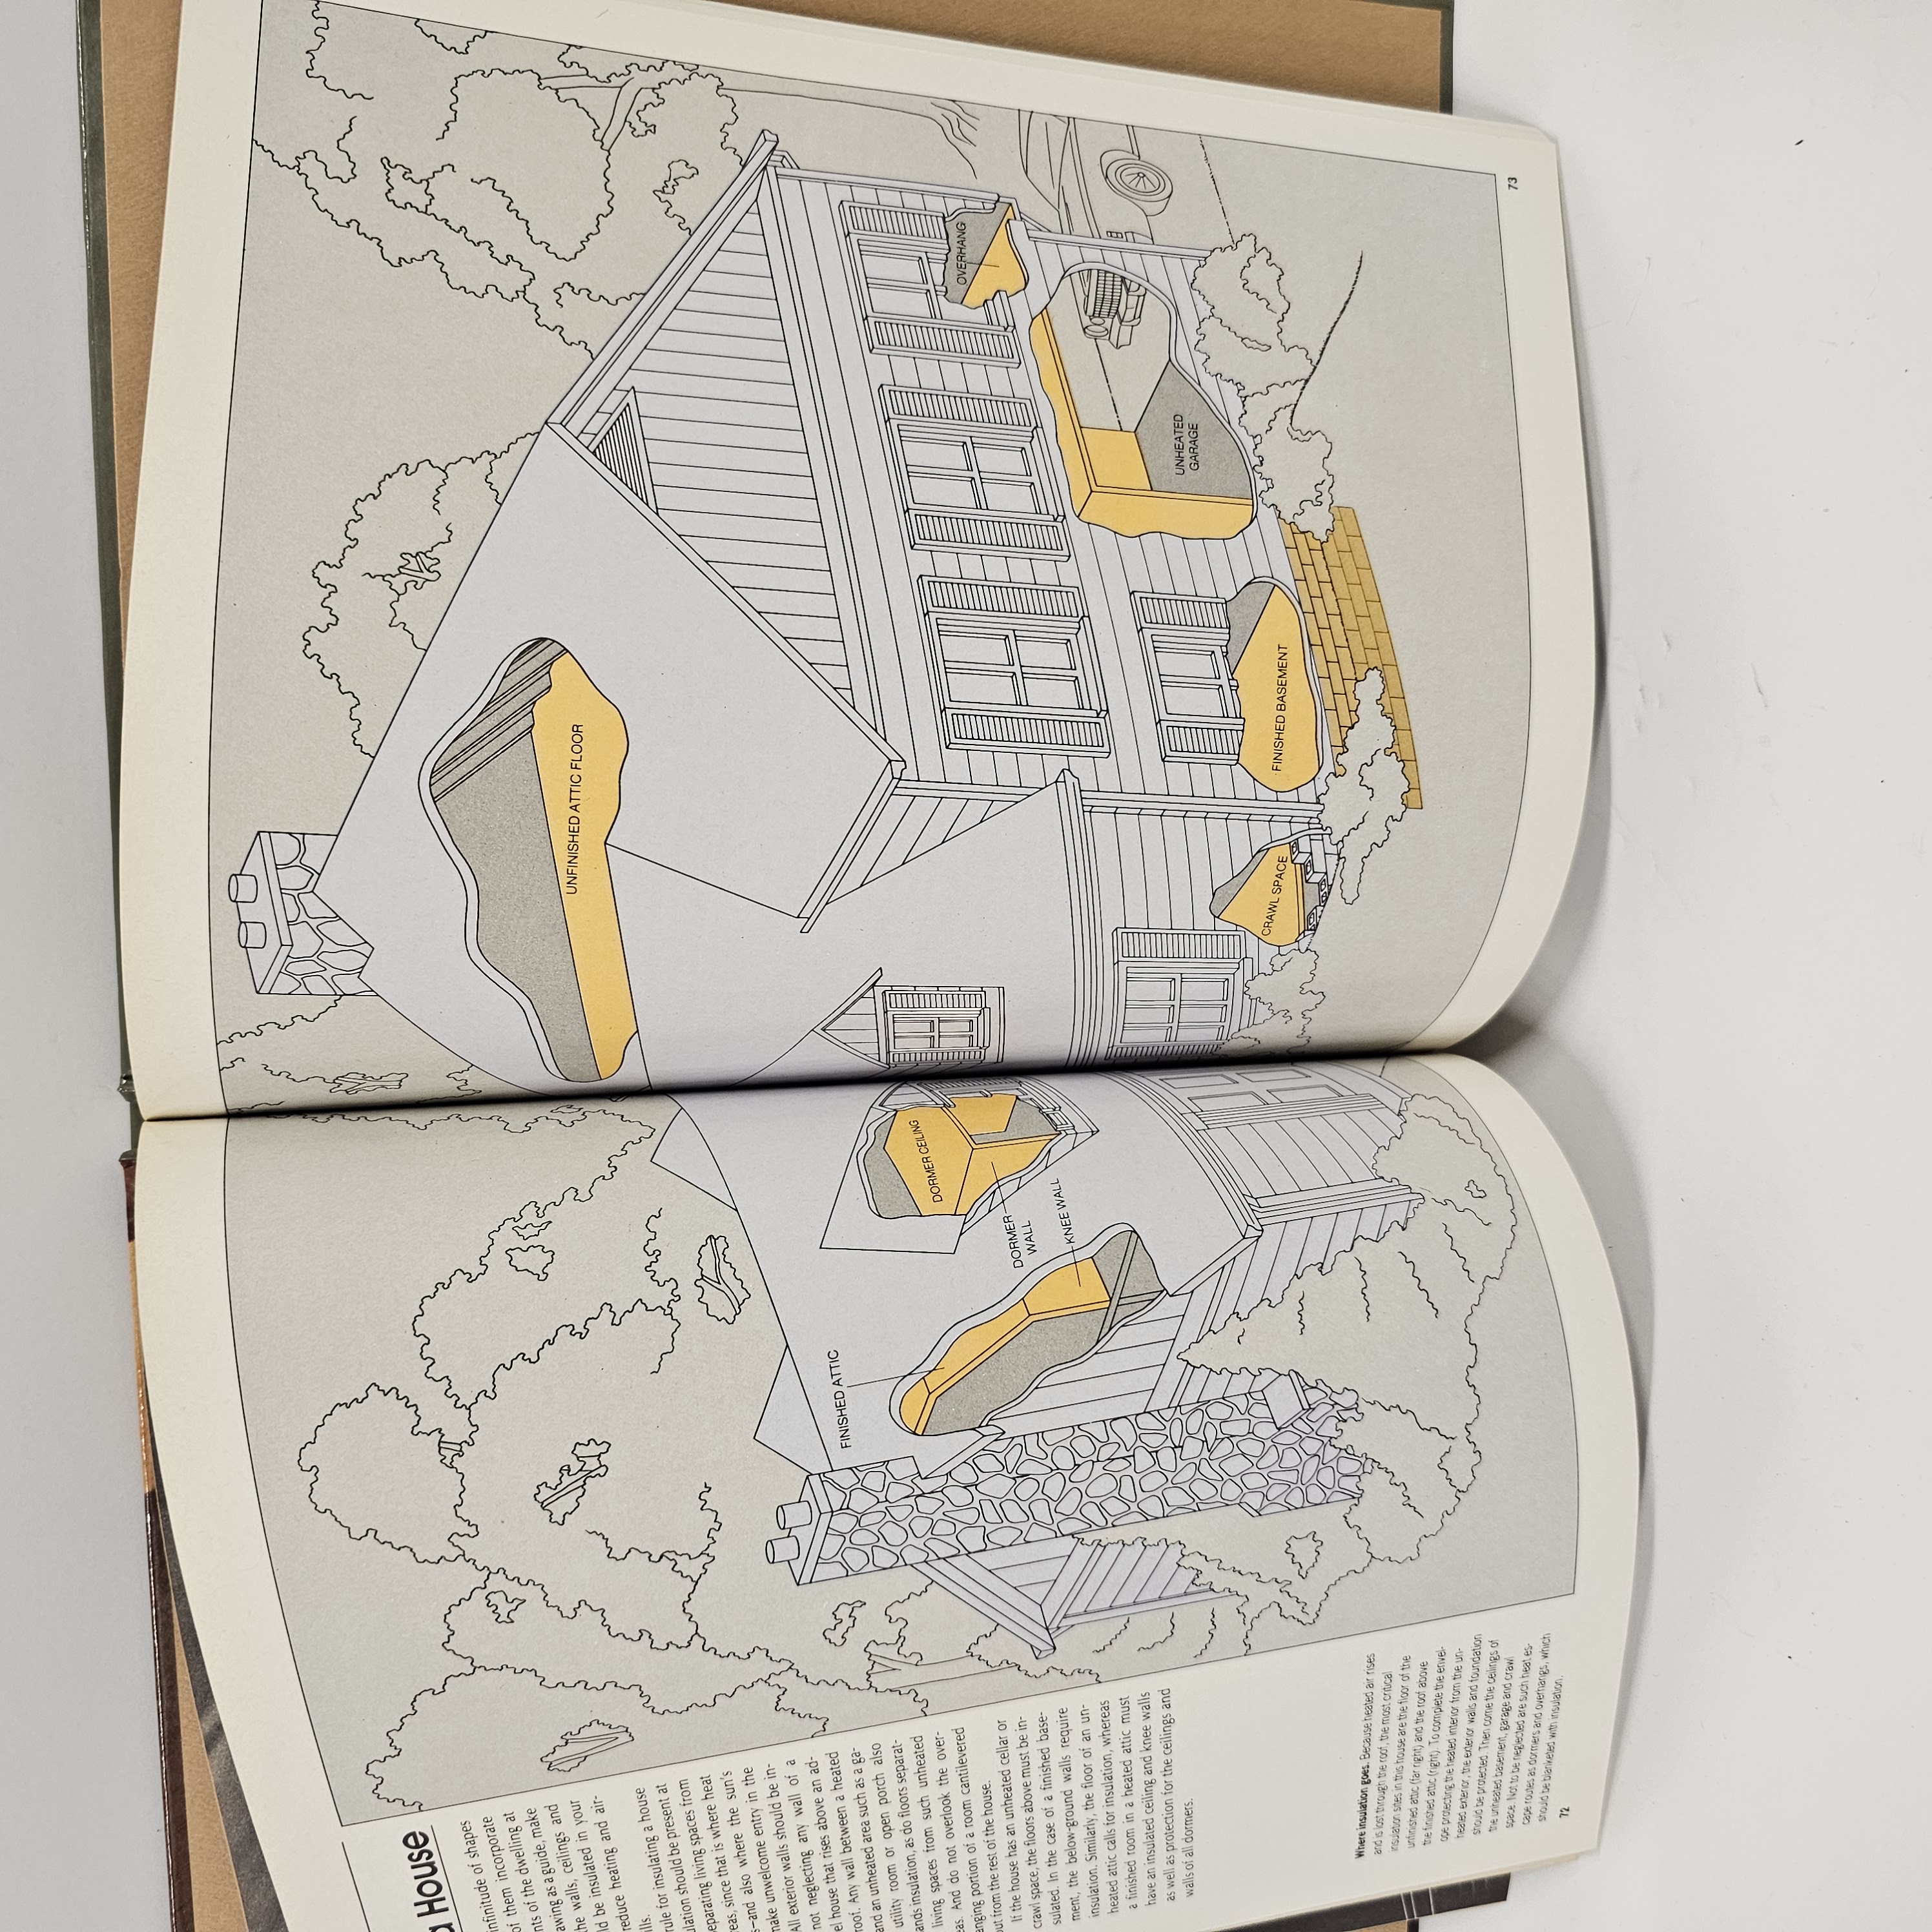 a House
infinitude of shapes
of them incorporate
nts of the dwelling at
awing as a guide, make
the walls, ceilings and
ld be insulated in your
reduce heating and air-
ills.
rule for insulating a house
ulation should be present at
separating living spaces from
reas, since that is where heat
s—and also where the sun's
make unwelcome entry in the
All exterior walls should be in-
not neglecting any wall of a
el house that rises above an ad-
roof. Any wall between a heated
and an unheated area such as a ga-
utility room or open porch also
ands insulation, as do floors separat-
living spaces from such unheated
eas. And do not overlook the over-
anging portion of a room cantilevered
out from the rest of the house.
If the house has an unheated cellar or
crawl space, the floors above must be in-
sulated. In the case of a finished base-
ment, the below-ground walls require
insulation. Similarly, the floor of an un-
heated attic calls for insulation, whereas
a finished room in a heated attic must
have an insulated ceiling and knee walls
as well as protection for the ceilings and
walls of all dormers.
Where insulation goes. Because heated air rises
and is lost through the roof, the most critical
insulation sites in this house are the floor of the
unfinished attic (far right) and the roof above
the finished attic (right). To complete the envel-
ope protecting the heated interior from the un-
heated exterior, the exterior walls and foundation
should be protected. Then come the ceilings of
the unheated basement, garage and crawl
space. Not to be neglected are such heat es-
cape routes as dormers and overhangs, which
should be blanketed with insulation.
72
FINISHED ATTIC
DORMER CEILING
DORMER
WALL
KNEE WALL
UNFINISHED ATTIC FLOOR
OVERHANG
UNHEATED
GARAGE
CRAWL SPACE
FINISHED BASEMENT
73